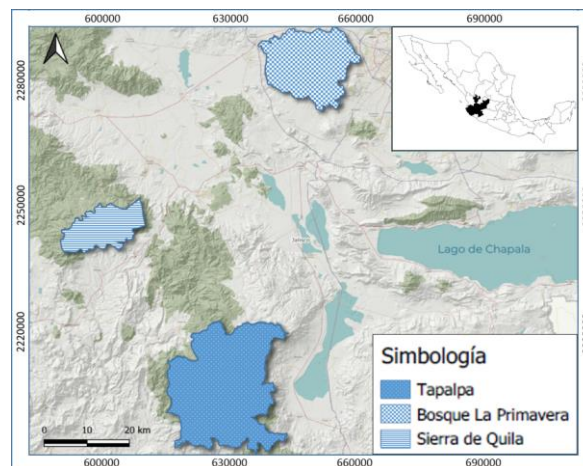 600000 630000 660000 690000
2280000
2250000
2220000
Lago de Chapala
Simbología
Tapalpa
Bosque La Primavera
Sierra de Quila
0 10 20 km
600000 630000 660000 690000